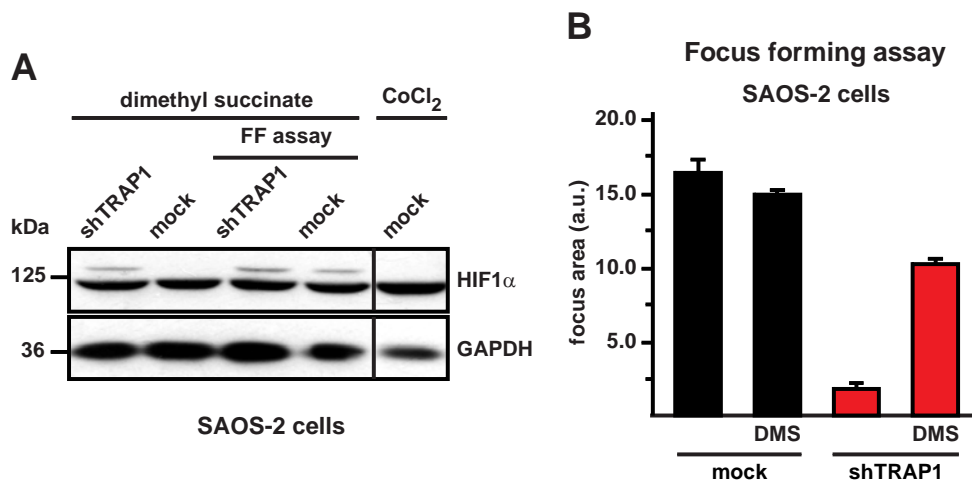 A
dimethyl succinate
CoCl2
FF assay
shTRAP1
mock
shTRAP1
mock
mock
kDa
125
HIF1α
36
GAPDH
SAOS-2 cells
B
Focus forming assay
SAOS-2 cells
focus area (a.u.)
20.0
15.0
10.0
5.0
DMS
DMS
mock
shTRAP1